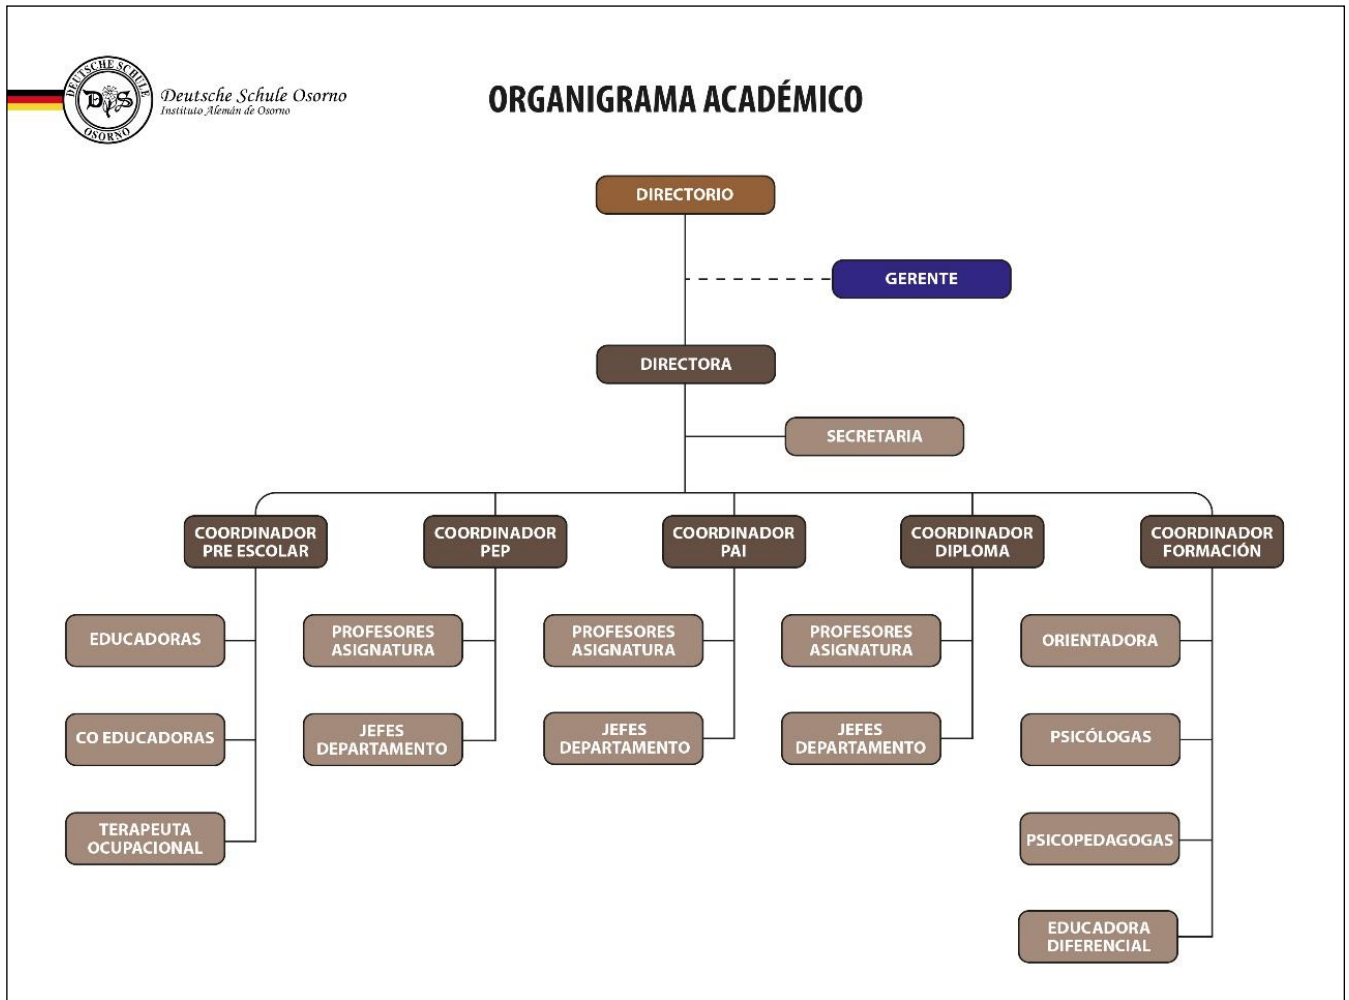 DEUTSCHE SCHULE
DS
OSORNO
Deutsche Schule Osorno
Instituto Alemán de Osorno
ORGANIGRAMA ACADÉMICO
DIRECTORIO
GERENTE
DIRECTORA
SECRETARIA
COORDINADOR
PRE ESCOLAR
COORDINADOR
PEP
COORDINADOR
PAI
COORDINADOR
DIPLOMA
COORDINADOR
FORMACIÓN
EDUCADORAS
PROFESORES
ASIGNATURA
PROFESORES
ASIGNATURA
PROFESORES
ASIGNATURA
ORIENTADORA
CO EDUCADORAS
JEFES
DEPARTAMENTO
JEFES
DEPARTAMENTO
JEFES
DEPARTAMENTO
PSICÓLOGAS
TERAPEUTA
OCUPACIONAL
PSICOPEDAGOGAS
EDUCADORA
DIFERENCIAL